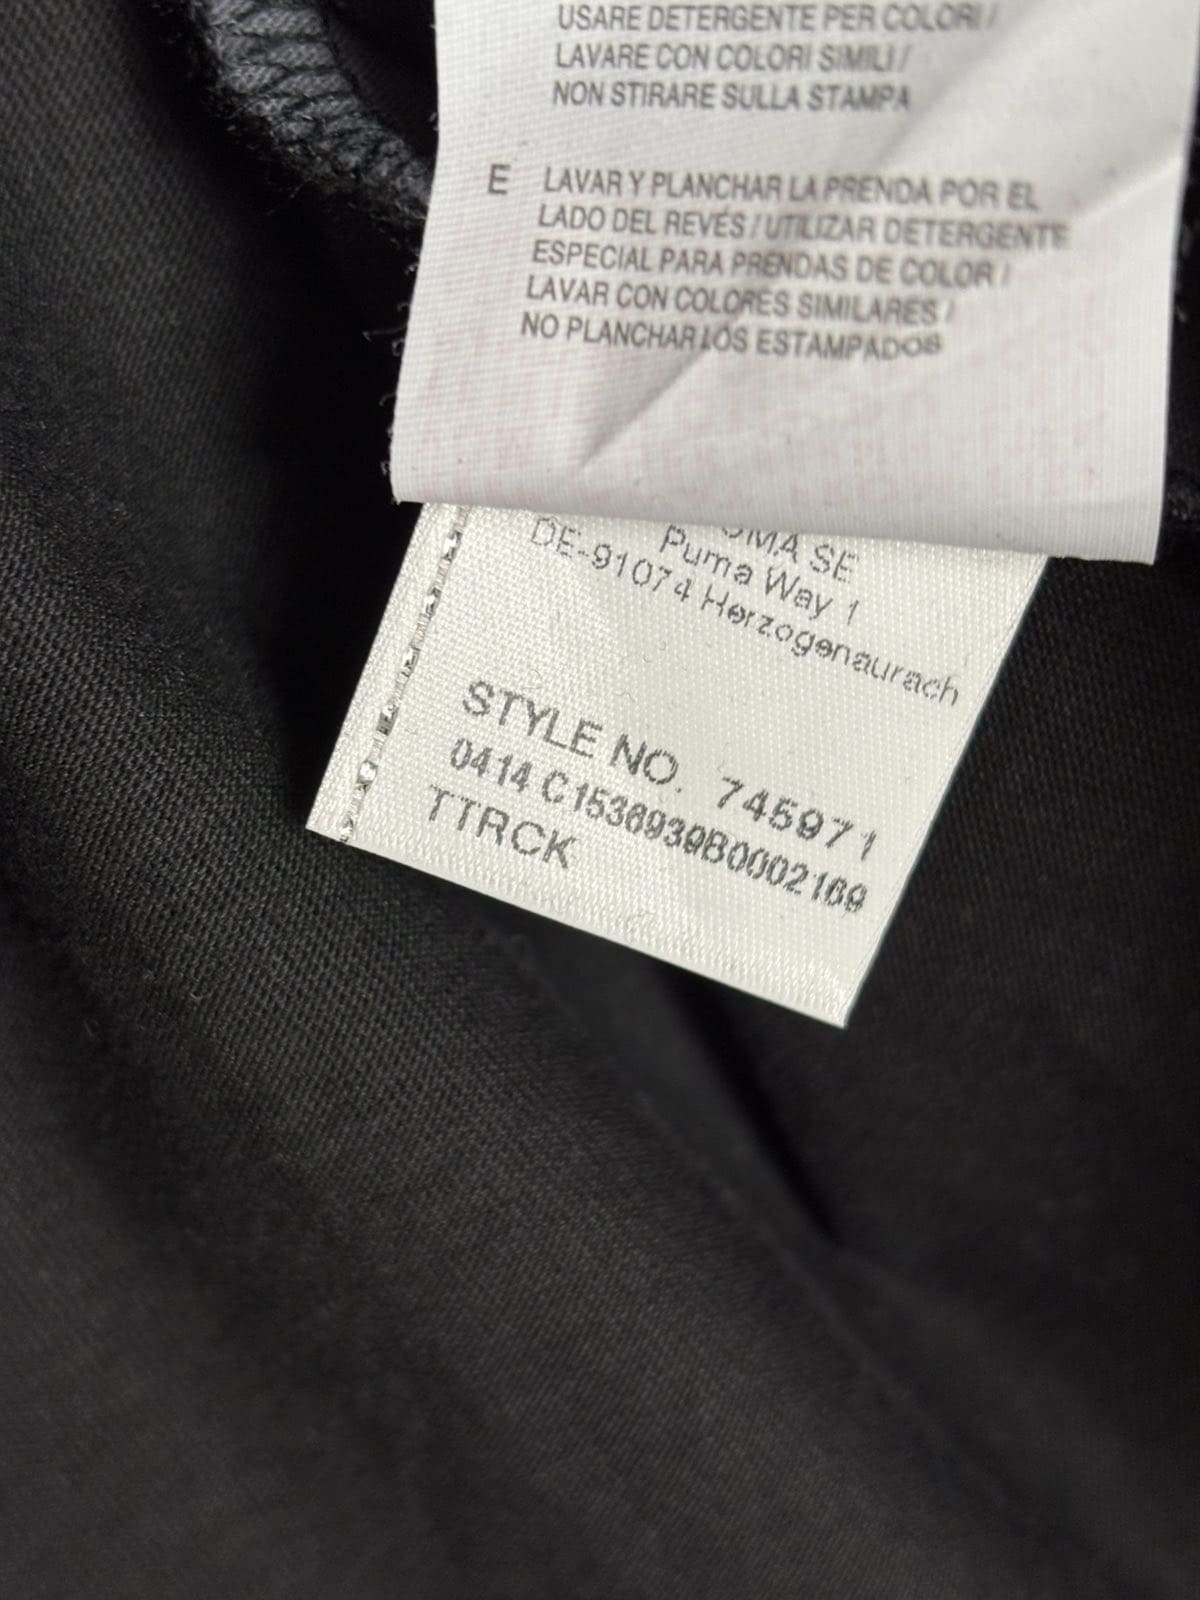 USARE DETERGENTE PER COLORI /
LAVARE CON COLORI SIMILI /
NON STIRARE SULLA STAMPA
E LAVAR Y PLANCHAR LA PRENDA POR EL
LADO DEL REVÉS / UTILIZAR DETERGENTE
ESPECIAL PARA PRENDAS DE COLOR /
LAVAR CON COLORES SIMILARES /
NO PLANCHAR LOS ESTAMPADOS
SE
Puma Way 1
DE-91074 Herzogenaurach
STYLE NO. 745971
0414 C1536939B0002169
TTRCK